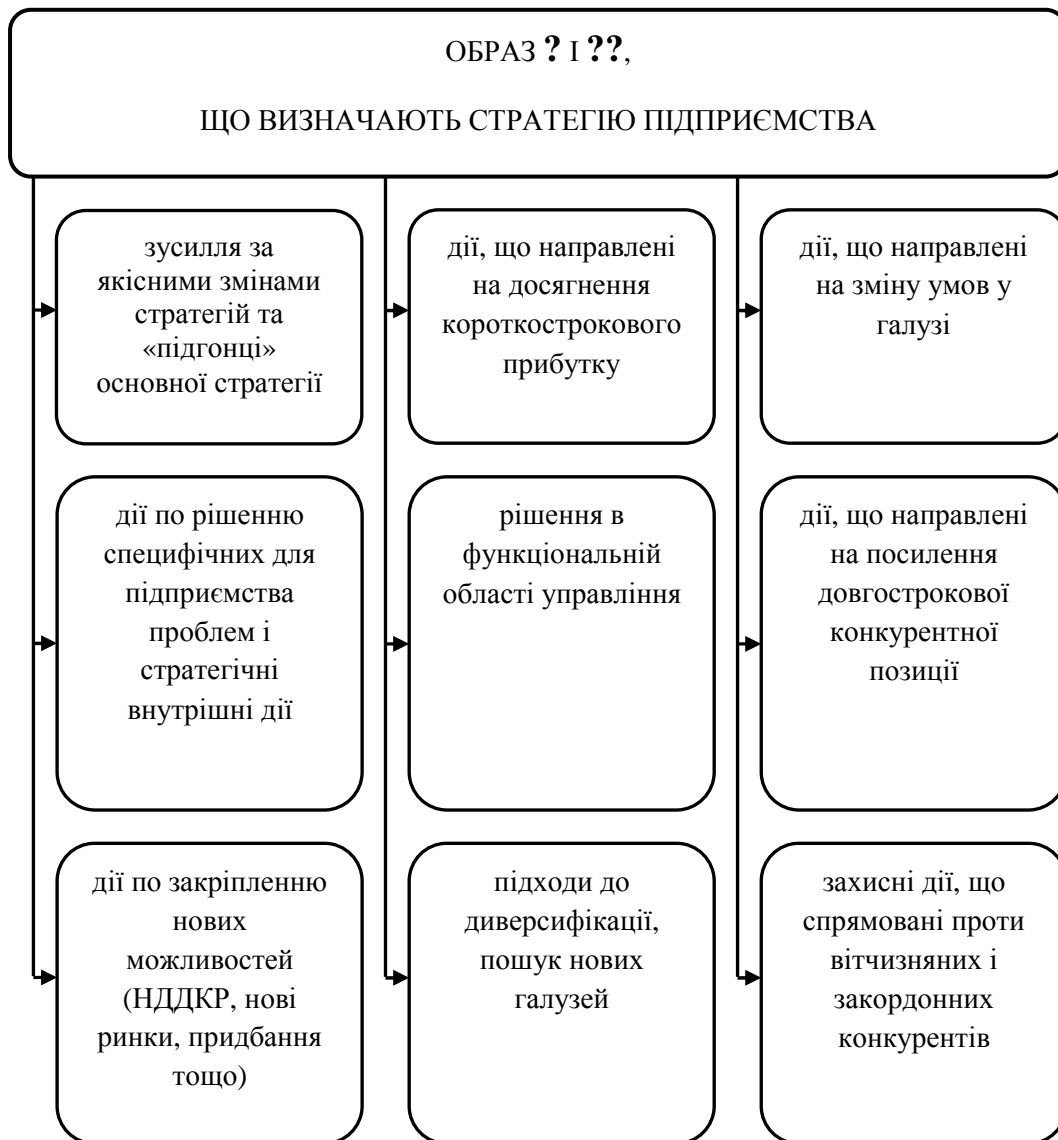 ОБРАЗ ? І ??,
ЩО ВИЗНАЧАЮТЬ СТРАТЕГІЮ ПІДПРИЄМСТВА
зусилля за
якісними змінами
стратегій та
«підгонці»
основної стратегії
дії, що направлені
на досягнення
короткострокового
прибутку
дії, що направлені
на зміну умов у
галузі
дії по рішенню
специфічних для
підприємства
проблем і
стратегічні
внутрішні дії
рішення в
функціональній
області управління
дії, що направлені
на посилення
довгострокової
конкурентної
позиції
дії по закріпленню
нових
можливостей
(НДДКР, нові
ринки, придбання
тощо)
підходи до
диверсифікації,
пошук нових
галузей
захисні дії, що
спрямовані проти
вітчизняних і
закордонних
конкурентів